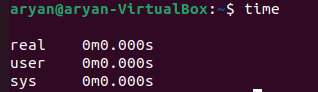 aryan@aryan-VirtualBox:~$ time
real 0m0.000s
user 0m0.000s
sys 0m0.000s